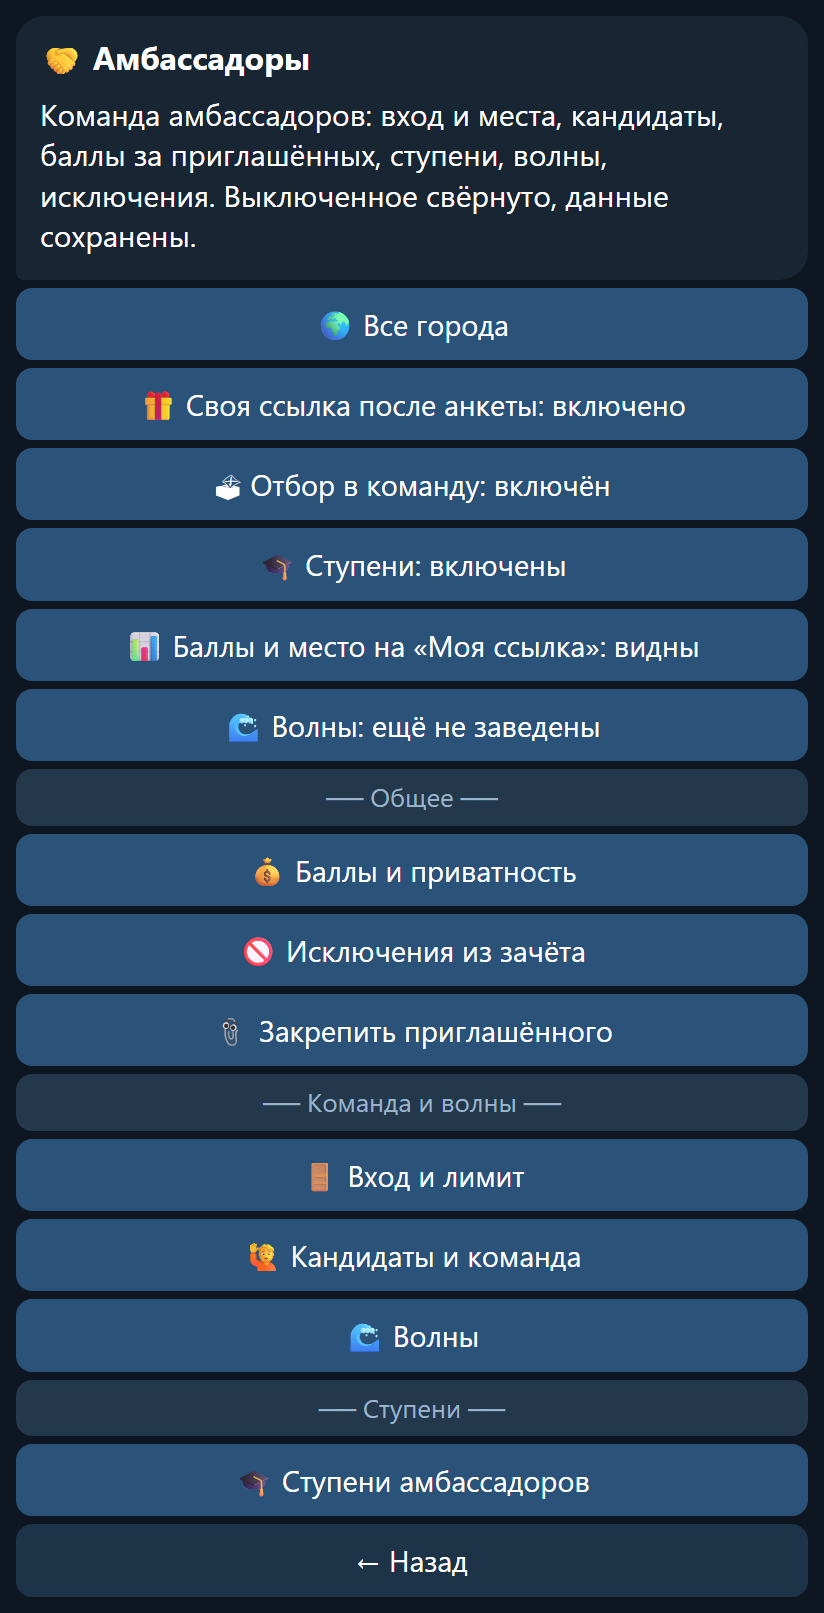 🤝 Амбассадоры
Команда амбассадоров: вход и места, кандидаты,
баллы за приглашённых, ступени, волны,
исключения. Выключенное свёрнуто, данные
сохранены.
🌍 Все города
🎁 Своя ссылка после анкеты: включено
🗳 Отбор в команду: включён
🎓 Ступени: включены
📊 Баллы и место на «Моя ссылка»: видны
🌊 Волны: ещё не заведены
── Общее ──
💰 Баллы и приватность
🚫 Исключения из зачёта
📎 Закрепить приглашённого
── Команда и волны ──
🚪 Вход и лимит
🙋 Кандидаты и команда
🌊 Волны
── Ступени ──
🎓 Ступени амбассадоров
← Назад